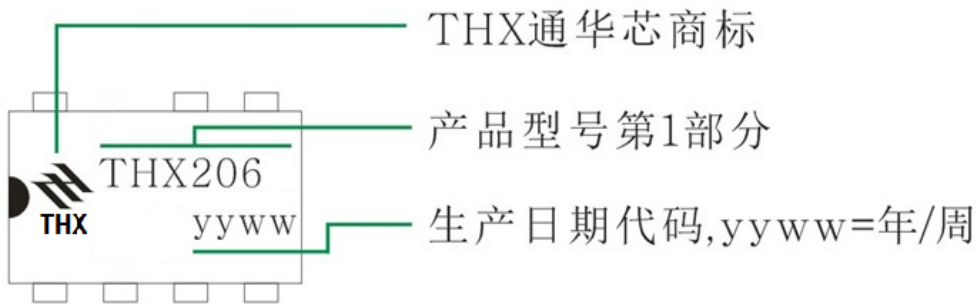 THX通华芯商标
产品型号第1部分
THX206
THX
yyww
生产日期代码,yyww=年/周